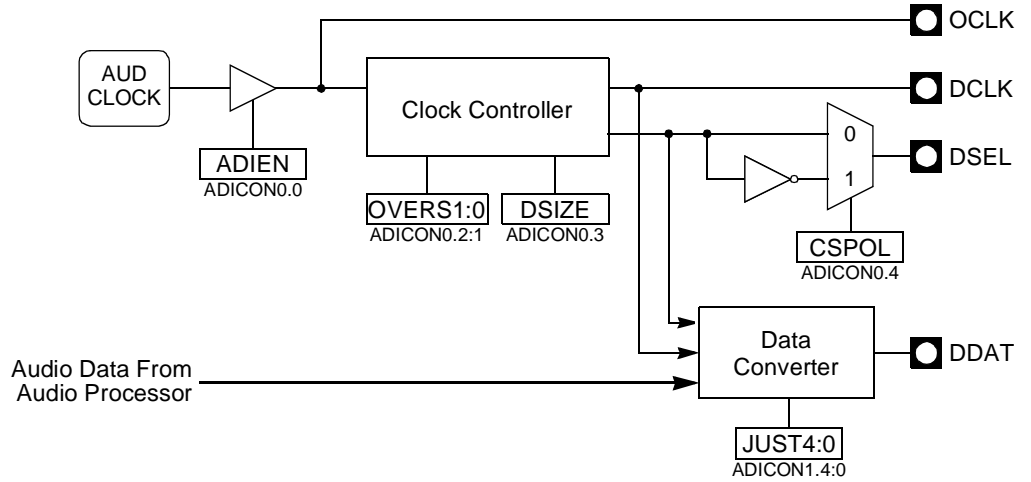 OCLK
AUD
CLOCK
Clock Controller
DCLK
0
DSEL
1
ADIEN
ADICON0.0
OVERS1:0
ADICON0.2:1
DSIZE
ADICON0.3
CSPOL
ADICON0.4
Data
Converter
DDAT
Audio Data From
Audio Processor
JUST4:0
ADICON1.4:0